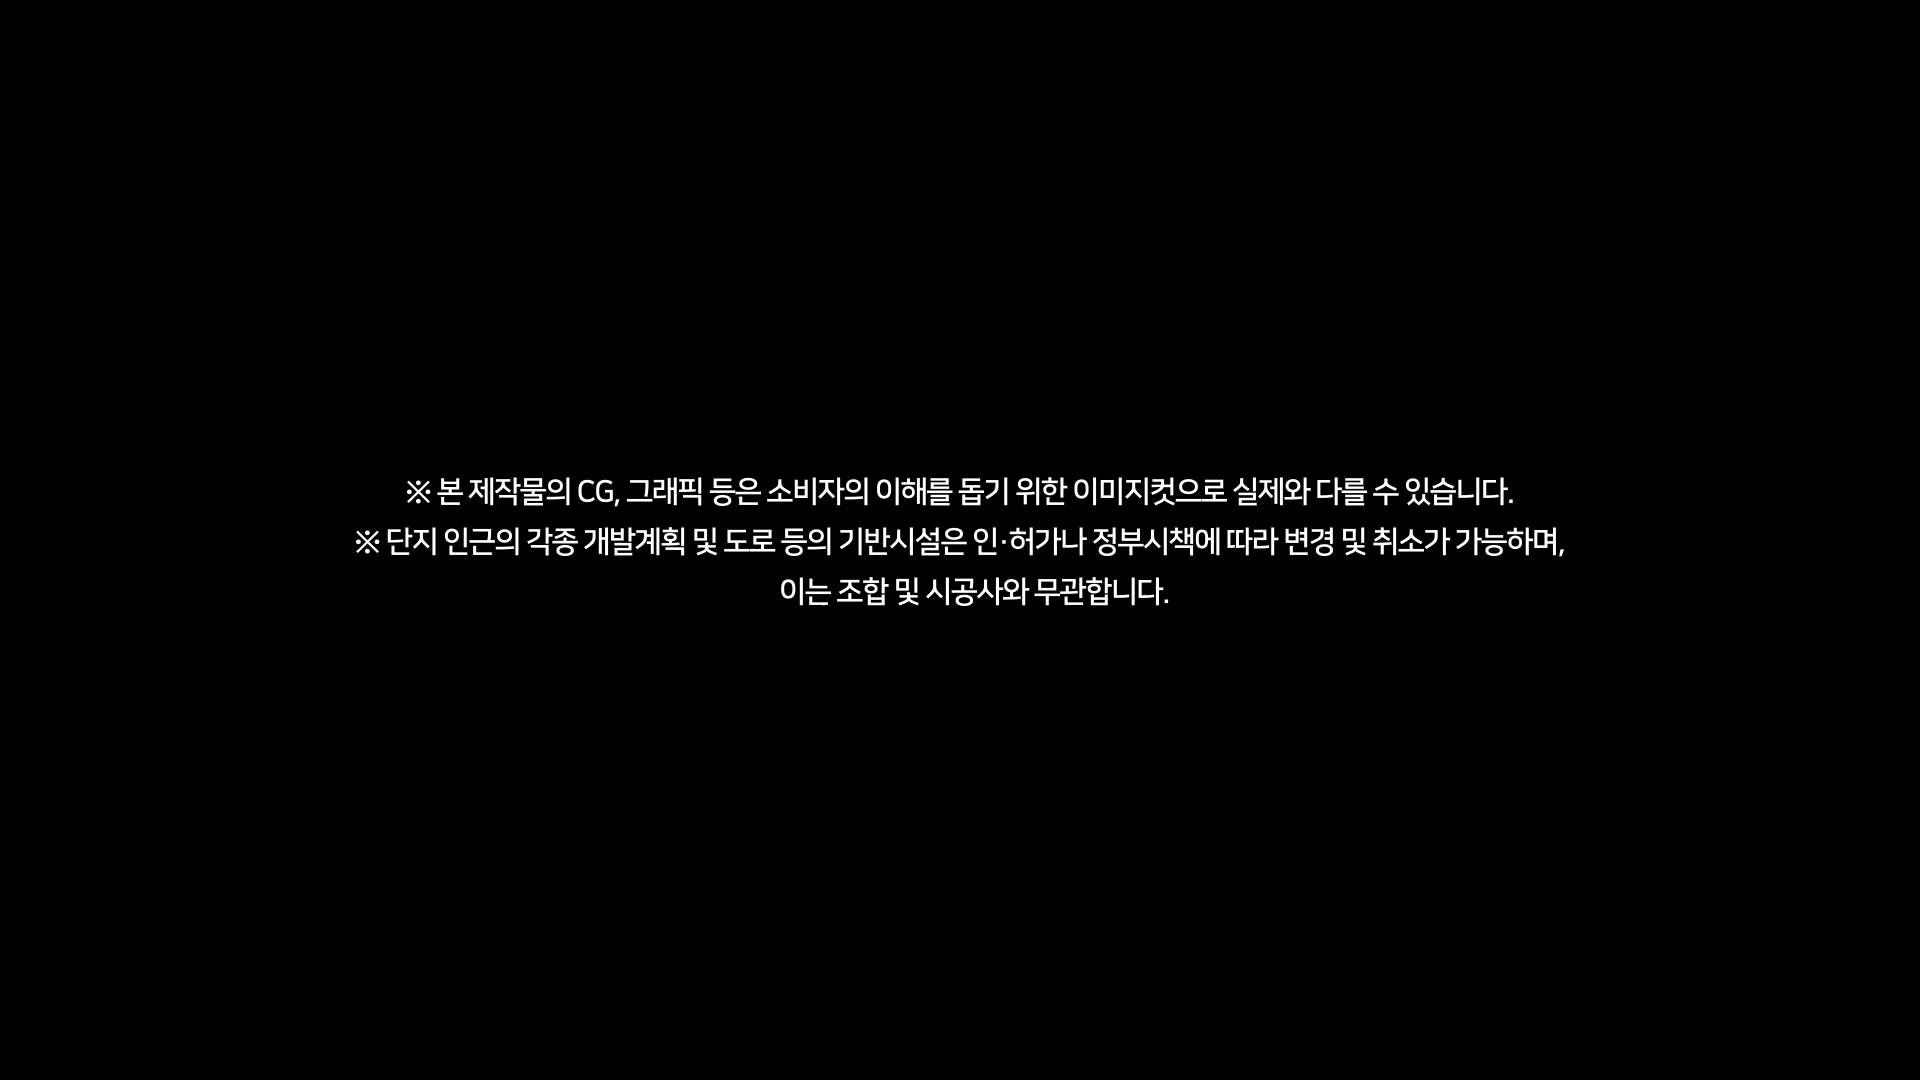 ※ 본 제작물의 CG, 그래픽 등은 소비자의 이해를 돕기 위한 이미지컷으로 실제와 다를 수 있습니다.
※ 단지 인근의 각종 개발계획 및 도로 등의 기반시설은 인·허가나 정부시책에 따라 변경 및 취소가 가능하며,
이는 조합 및 시공사와 무관합니다.